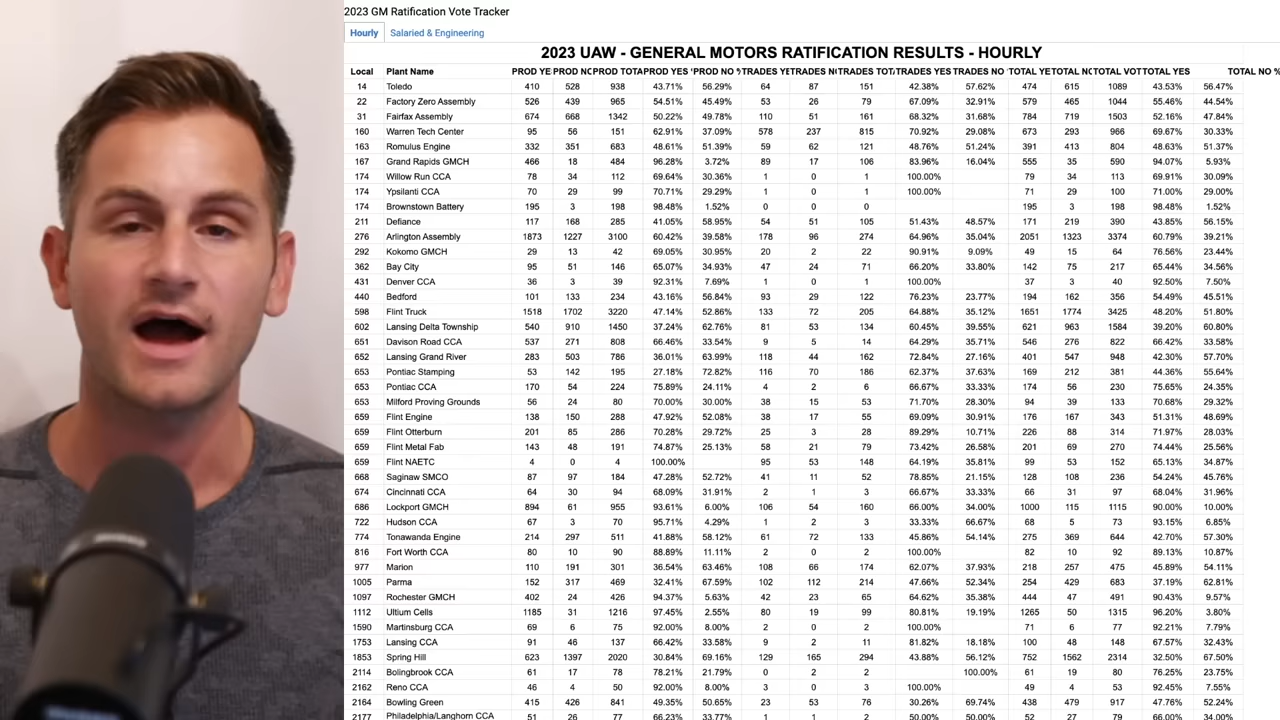 2023 GM Ratification Vote Tracker
Hourly Salaried & Engineering
2023 UAW - GENERAL MOTORS RATIFICATION RESULTS - HOURLY
Local Plant Name PROD YE PROD NO PROD TOTA PROD YES PROD NO % TRADES YE TRADES NO TRADES TOT TRADES YES TRADES NO TOTAL YE TOTAL NO TOTAL VOT TOTAL YES TOTAL NO %
14 Toledo 410 528 938 43.71% 56.29% 64 87 151 42.38% 57.62% 474 615 1089 43.53% 56.47%
22 Factory Zero Assembly 526 439 965 54.51% 45.49% 53 26 79 67.09% 32.91% 579 465 1044 55.46% 44.54%
31 Fairfax Assembly 674 668 1342 50.22% 49.78% 110 51 161 68.32% 31.68% 784 719 1503 52.16% 47.84%
160 Warren Tech Center 95 56 151 62.91% 37.09% 578 237 815 70.92% 29.08% 673 293 966 69.67% 30.33%
163 Romulus Engine 332 351 683 48.61% 51.39% 59 62 121 48.76% 51.24% 391 413 804 48.63% 51.37%
167 Grand Rapids GMCH 466 18 484 96.28% 3.72% 89 17 106 83.96% 16.04% 555 35 590 94.07% 5.93%
174 Willow Run CCA 78 34 112 69.64% 30.36% 1 0 1 100.00% 79 34 113 69.91% 30.09%
174 Ypsilanti CCA 70 29 99 70.71% 29.29% 1 0 1 100.00% 71 29 100 71.00% 29.00%
174 Brownstown Battery 195 3 198 98.48% 1.52% 0 0 0 195 3 198 98.48% 1.52%
211 Defiance 117 168 285 41.05% 58.95% 54 51 105 51.43% 48.57% 171 219 390 43.85% 56.15%
276 Arlington Assembly 1873 1227 3100 60.42% 39.58% 178 96 274 64.96% 35.04% 2051 1323 3374 60.79% 39.21%
292 Kokomo GMCH 29 13 42 69.05% 30.95% 20 2 22 90.91% 9.09% 49 15 64 76.56% 23.44%
362 Bay City 95 51 146 65.07% 34.93% 47 24 71 66.20% 33.80% 142 75 217 65.44% 34.56%
431 Denver CCA 36 3 39 92.31% 7.69% 1 0 1 100.00% 37 3 40 92.50% 7.50%
440 Bedford 101 133 234 43.16% 56.84% 93 29 122 76.23% 23.77% 194 162 356 54.49% 45.51%
598 Flint Truck 1518 1702 3220 47.14% 52.86% 133 72 205 64.88% 35.12% 1651 1774 3425 48.20% 51.80%
602 Lansing Delta Township 540 910 1450 37.24% 62.76% 81 53 134 60.45% 39.55% 621 963 1584 39.20% 60.80%
651 Davison Road CCA 537 271 808 66.46% 33.54% 9 5 14 64.29% 35.71% 546 276 822 66.42% 33.58%
652 Lansing Grand River 283 503 786 36.01% 63.99% 118 44 162 72.84% 27.16% 401 547 948 42.30% 57.70%
653 Pontiac Stamping 53 142 195 27.18% 72.82% 116 70 186 62.37% 37.63% 169 212 381 44.36% 55.64%
653 Pontiac CCA 170 54 224 75.89% 24.11% 4 2 6 66.67% 33.33% 174 56 230 75.65% 24.35%
653 Milford Proving Grounds 56 24 80 70.00% 30.00% 38 15 53 71.70% 28.30% 94 39 133 70.68% 29.32%
659 Flint Engine 138 150 288 47.92% 52.08% 38 17 55 69.09% 30.91% 176 167 343 51.31% 48.69%
659 Flint Otterburn 201 85 286 70.28% 29.72% 25 3 28 89.29% 10.71% 226 88 314 71.97% 28.03%
659 Flint Metal Fab 143 48 191 74.87% 25.13% 58 21 79 73.42% 26.58% 201 69 270 74.44% 25.56%
659 Flint NAETC 4 0 4 100.00% 95 53 148 64.19% 35.81% 99 53 152 65.13% 34.87%
668 Saginaw SMCO 87 97 184 47.28% 52.72% 41 11 52 78.85% 21.15% 128 108 236 54.24% 45.76%
674 Cincinnati CCA 64 30 94 68.09% 31.91% 2 1 3 66.67% 33.33% 66 31 97 68.04% 31.96%
686 Lockport GMCH 894 61 955 93.61% 6.00% 106 54 160 66.00% 34.00% 1000 115 1115 90.00% 10.00%
722 Hudson CCA 67 3 70 95.71% 4.29% 1 2 3 33.33% 66.67% 68 5 73 93.15% 6.85%
774 Tonawanda Engine 214 297 511 41.88% 58.12% 61 72 133 45.86% 54.14% 275 369 644 42.70% 57.30%
816 Fort Worth CCA 80 10 90 88.89% 11.11% 2 0 2 100.00% 82 10 92 89.13% 10.87%
977 Marion 110 191 301 36.54% 63.46% 108 66 174 62.07% 37.93% 218 257 475 45.89% 54.11%
1005 Parma 152 317 469 32.41% 67.59% 102 112 214 47.66% 52.34% 254 429 683 37.19% 62.81%
1097 Rochester GMCH 402 24 426 94.37% 5.63% 42 23 65 64.62% 35.38% 444 47 491 90.43% 9.57%
1112 Ultium Cells 1185 31 1216 97.45% 2.55% 80 19 99 80.81% 19.19% 1265 50 1315 96.20% 3.80%
1590 Martinsburg CCA 69 6 75 92.00% 8.00% 2 0 2 100.00% 71 6 77 92.21% 7.79%
1753 Lansing CCA 91 46 137 66.42% 33.58% 9 2 11 81.82% 18.18% 100 48 148 67.57% 32.43%
1853 Spring Hill 623 1397 2020 30.84% 69.16% 129 165 294 43.88% 56.12% 752 1562 2314 32.50% 67.50%
2114 Bolingbrook CCA 61 17 78 78.21% 21.79% 0 2 2 100.00% 61 19 80 76.25% 23.75%
2162 Reno CCA 46 4 50 92.00% 8.00% 3 0 3 100.00% 49 4 53 92.45% 7.55%
2164 Bowling Green 415 426 841 49.35% 50.65% 23 53 76 30.26% 69.74% 438 479 917 47.76% 52.24%
2177 Philadelphia/Langhorn CCA 51 26 77 66.23% 33.77% 1 1 2 50.00% 50.00% 52 27 79 66.00% 34.00%